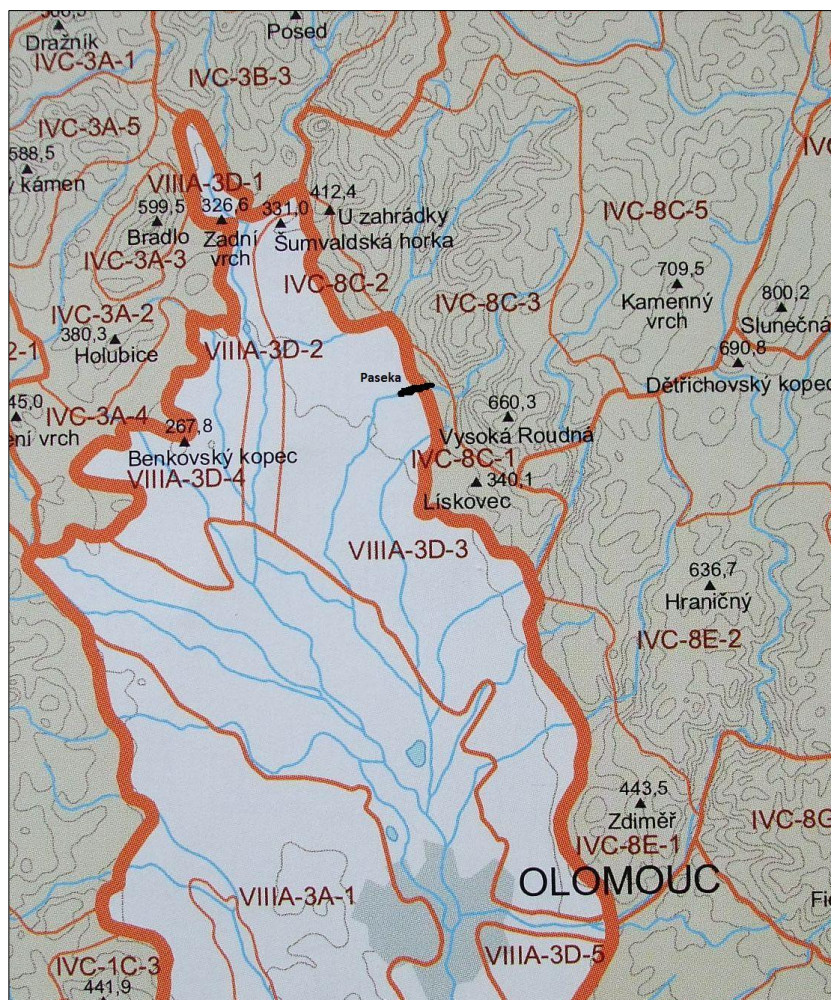 Dražník
Posed
IVC-3A-1
IVC-3B-3
IVC-3A-5
588,5
kámen
VIIIA-3D-1
412,4
599,5
326,6
331,0
U zahrádky
IVC-8C-5
Bradlo
Zadní
vrch
Šumvaldská horka
IVC-3A-3
IVC-8C-2
709,5
IVC-8C-3
Kamenný
vrch
800,2
Slunečná
IVC-3A-2
380,3
Holubice
VIIIA-3D-2
690,8
2-1
Paseka
Dětřichovský kopec
45,0
ení vrch
IVC-3A-4
267,8
660,3
Benkovský kopec
Vysoká Roudná
IVC-8C-1
VIIIA-3D-4
340,1
Lískovec
VIIIA-3D-3
636,7
Hraničný
IVC-8E-2
443,5
Zdiměř
IVC-8E-1
IVC-8G
OLOMOUC
VIIIA-3A-1
VIIIA-3D-5
IVC-1C-3
441,9